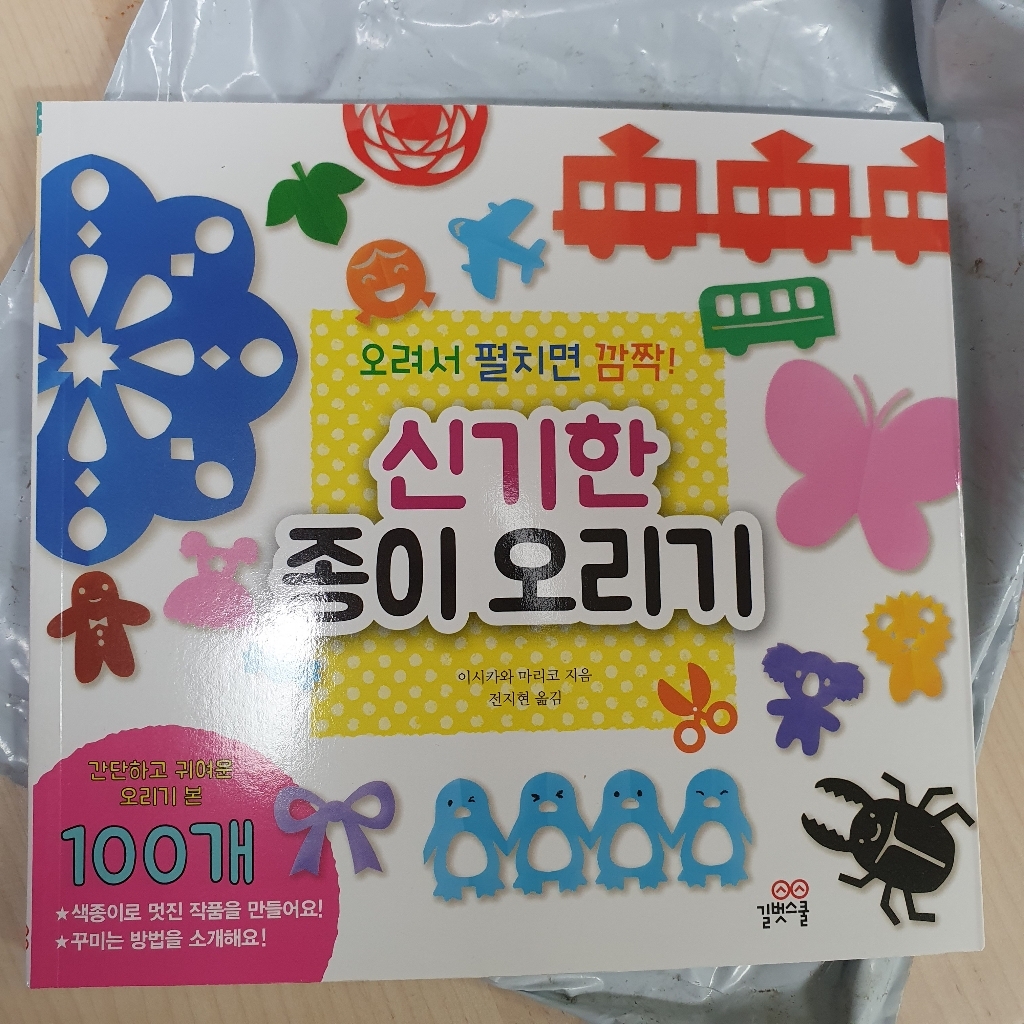 오려서 펼치면 깜짝!
신기한
종이 오리기
이시카와 마리코 지음
전지현 옮김
간단하고 귀여운
오리기 본
100개
★색종이로 멋진 작품을 만들어요!
★꾸미는 방법을 소개해요!
길벗스쿨